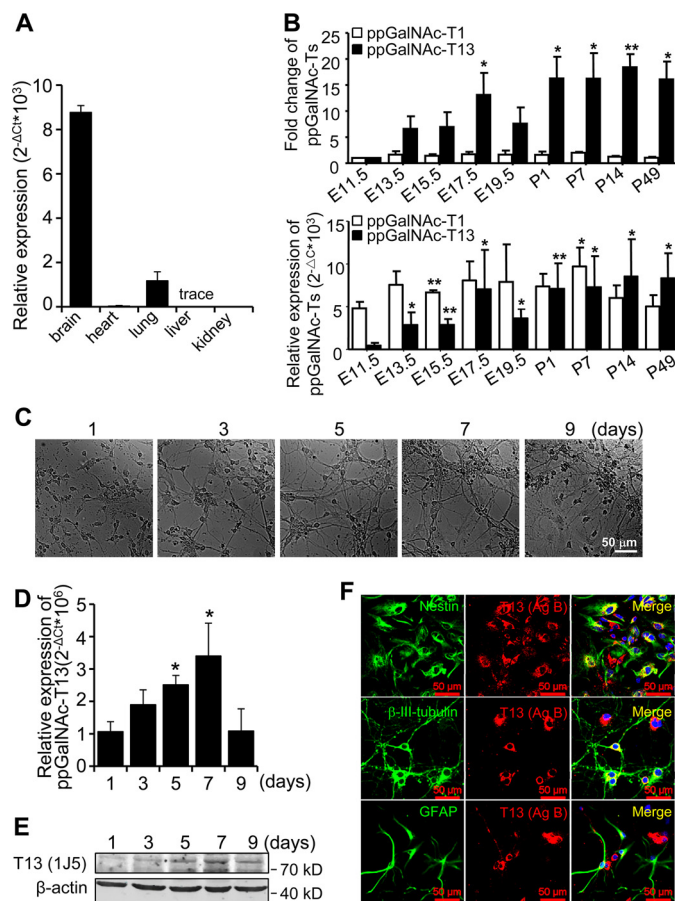 A
Relative expression (2-ΔCt*10³)
10
8
6
4
2
0
trace
brain
heart
lung
liver
kidney
B
Fold change of
ppGalNAc-Ts
ppGalNAc-T1
ppGalNAc-T13
25
20
15
10
5
0
* * * ** *
E11.5 E13.5 E15.5 E17.5 E19.5 P1 P7 P14 P49
Relative expression of
ppGalNAc-Ts (2-ΔC*10³)
ppGalNAc-T1
ppGalNAc-T13
15
10
5
0
* ** ** * * ** * * * *
E11.5 E13.5 E15.5 E17.5 E19.5 P1 P7 P14 P49
C
1 3 5 7 9 (days)
50 μm
D
Relative expression of
ppGalNAc-T13(2-ΔCt*10⁶)
5
4
3
2
1
0
* *
1 3 5 7 9 (days)
E
1 3 5 7 9 (days)
T13 (1J5)
- 70 kD
β-actin
- 40 kD
F
Nestin T13 (Ag B) Merge
50 μm 50 μm 50 μm
β-III-tubulin T13 (Ag B) Merge
50 μm 50 μm 50 μm
GFAP T13 (Ag B) Merge
50 μm 50 μm 50 μm